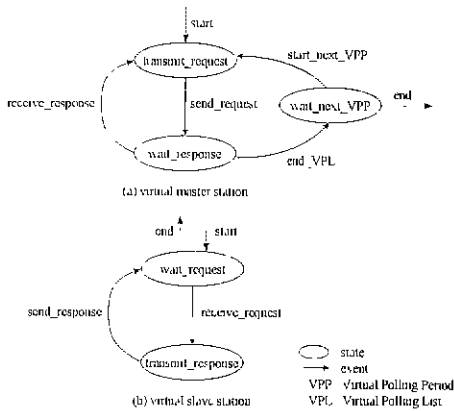 start
transmit_request
start_next_VPP
receive_response
send_request
wait_next_VPP
end
wait_response
end_VPL
(a) virtual master station
end
start
wait_request
send_response
receive_request
transmit_response
(b) virtual slave station
state
event
VPP Virtual Polling Period
VPL Virtual Polling List